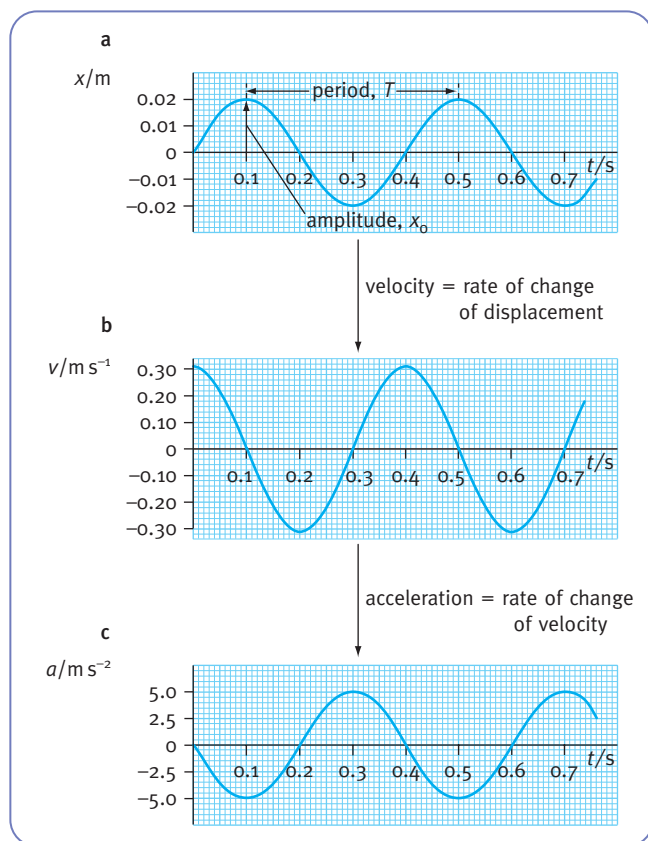 a
x/m
period, T
0.02
0.01
0
−0.01
−0.02
0.1 0.2 0.3 0.4 0.5 0.6 0.7 t/s
amplitude, x₀
velocity = rate of change
of displacement
b
v/m s⁻¹
0.30
0.20
0.10
0
−0.10
−0.20
−0.30
0.1 0.2 0.3 0.4 0.5 0.6 0.7 t/s
acceleration = rate of change
of velocity
c
a/m s⁻²
5.0
2.5
0
−2.5
−5.0
0.1 0.2 0.3 0.4 0.5 0.6 0.7 t/s